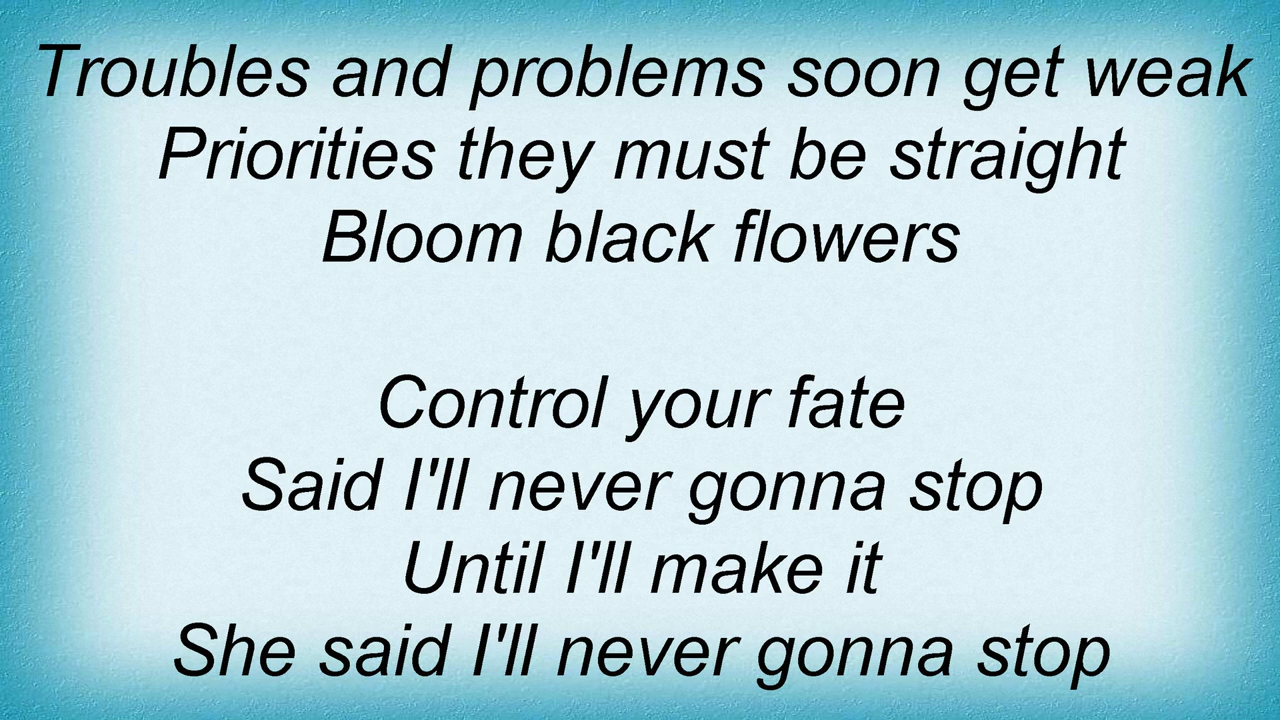 Troubles and problems soon get weak
Priorities they must be straight
Bloom black flowers
Control your fate
Said I'll never gonna stop
Until I'll make it
She said I'll never gonna stop